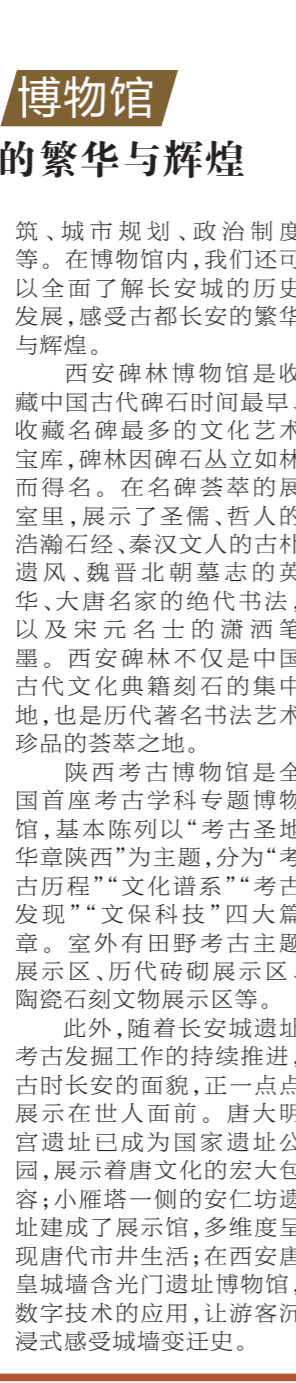 博物馆
的繁华与辉煌
筑、城市规划、政治制度
等。在博物馆内,我们还可
以全面了解长安城的历史
发展,感受古都长安的繁华
与辉煌。
西安碑林博物馆是收
藏中国古代碑石时间最早、
收藏名碑最多的文化艺术
宝库,碑林因碑石丛立如林
而得名。在名碑荟萃的展
室里,展示了圣儒、哲人的
浩瀚石经、秦汉文人的古朴
遗风、魏晋北朝墓志的英
华、大唐名家的绝代书法,
以及宋元名士的潇洒笔
墨。西安碑林不仅是中国
古代文化典籍刻石的集中
地,也是历代著名书法艺术
珍品的荟萃之地。
陕西考古博物馆是全
国首座考古学科专题博物
馆,基本陈列以“考古圣地
华章陕西”为主题,分为“考
古历程”“文化谱系”“考古
发现”“文保科技”四大篇
章。室外有田野考古主题
展示区、历代砖砌展示区、
陶瓷石刻文物展示区等。
此外,随着长安城遗址
考古发掘工作的持续推进,
古时长安的面貌,正一点点
展示在世人面前。唐大明
宫遗址已成为国家遗址公
园,展示着唐文化的宏大包
容;小雁塔一侧的安仁坊遗
址建成了展示馆,多维度呈
现唐代市井生活;在西安唐
皇城墙含光门遗址博物馆,
数字技术的应用,让游客沉
浸式感受城墙变迁史。